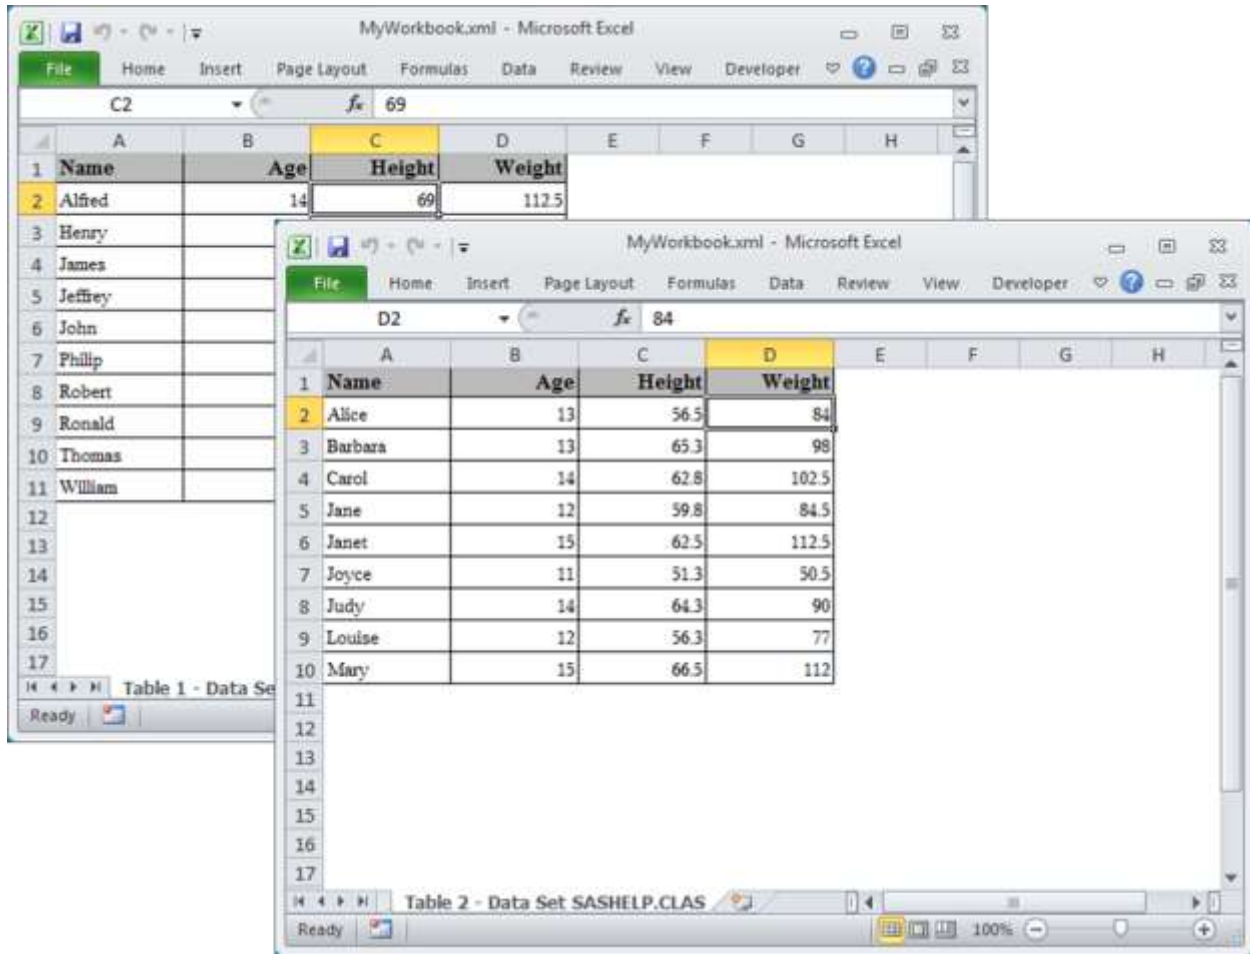 MyWorkbook.xml - Microsoft Excel
File Home Insert Page Layout Formulas Data Review View Developer
C2 fx 69
A B C D E F G H
1 Name Age Height Weight
2 Alfred 14 69 112.5
3 Henry
4 James
5 Jeffrey
6 John
7 Philip
8 Robert
9 Ronald
10 Thomas
11 William
12
13
14
15
16
17
Table 1 - Data Se
Ready
MyWorkbook.xml - Microsoft Excel
File Home Insert Page Layout Formulas Data Review View Developer
D2 fx 84
A B C D E F G H
1 Name Age Height Weight
2 Alice 13 56.5 84
3 Barbara 13 65.3 98
4 Carol 14 62.8 102.5
5 Jane 12 59.8 84.5
6 Janet 15 62.5 112.5
7 Joyce 11 51.3 50.5
8 Judy 14 64.3 90
9 Louise 12 56.3 77
10 Mary 15 66.5 112
11
12
13
14
15
16
17
Table 2 - Data Set SASHELP.CLAS
Ready 100%